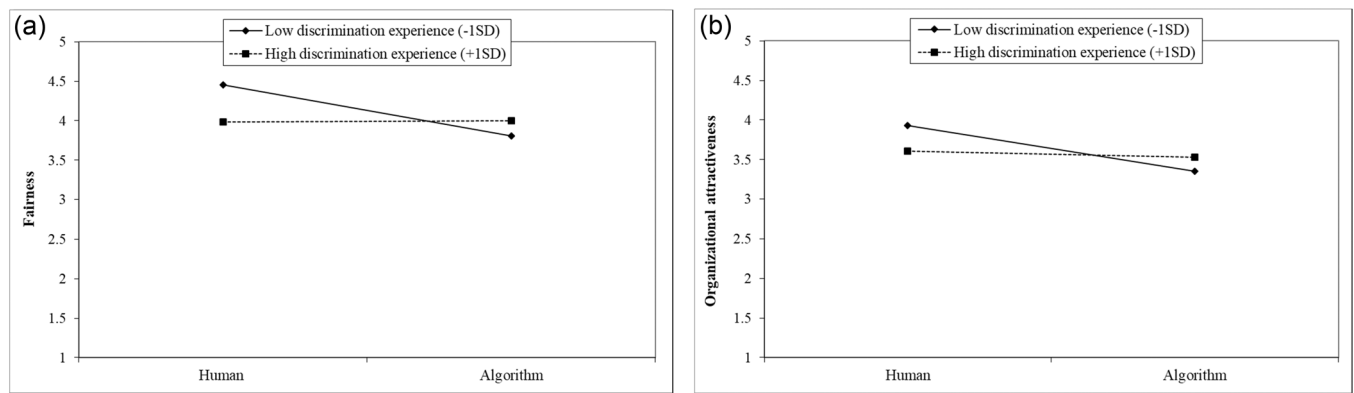 (a)
Low discrimination experience (-1SD)
High discrimination experience (+1SD)
5
4.5
4
3.5
3
2.5
2
1.5
1
Fairness
Human
Algorithm
(b)
Low discrimination experience (-1SD)
High discrimination experience (+1SD)
5
4.5
4
3.5
3
2.5
2
1.5
1
Organizational attractiveness
Human
Algorithm